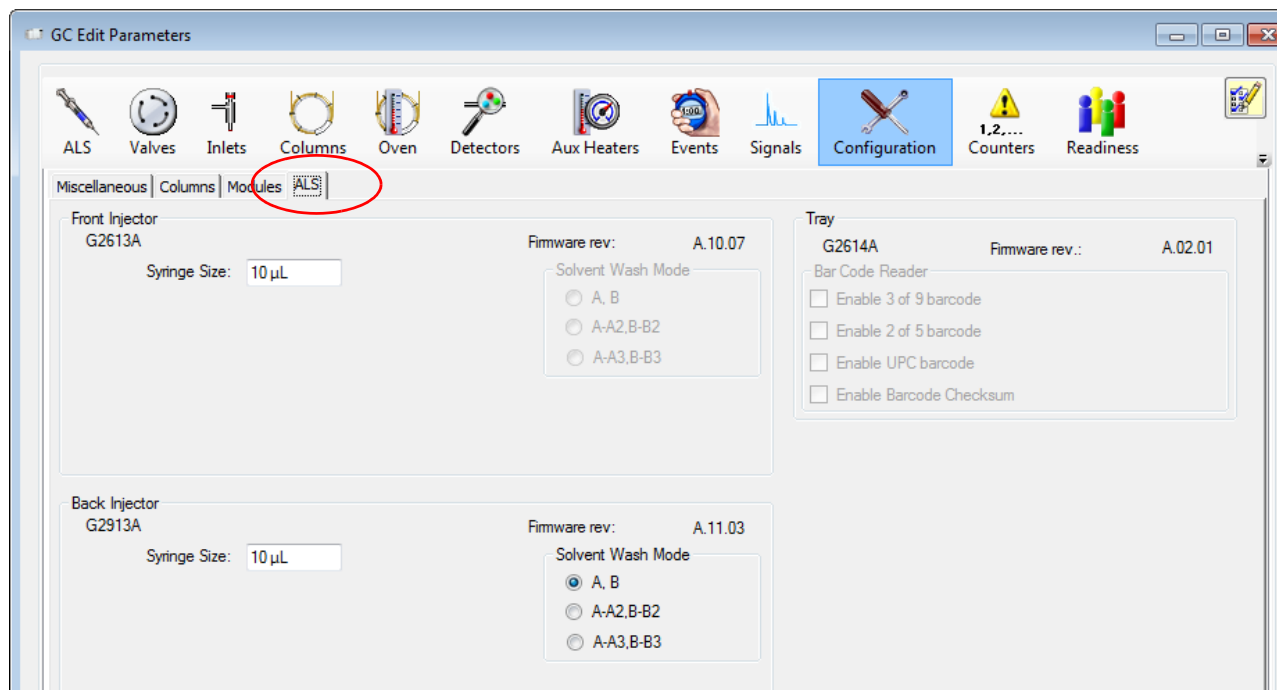 GC Edit Parameters
1:00
1,2,...
ALS Valves Inlets Columns Oven Detectors Aux Heaters Events Signals Configuration Counters Readiness
Miscellaneous Columns Modules ALS
Front Injector
G2613A
Firmware rev: A.10.07
Syringe Size: 10 µL
Solvent Wash Mode
A, B
A-A2,B-B2
A-A3,B-B3
Tray
G2614A
Firmware rev.: A.02.01
Bar Code Reader
Enable 3 of 9 barcode
Enable 2 of 5 barcode
Enable UPC barcode
Enable Barcode Checksum
Back Injector
G2913A
Firmware rev: A.11.03
Syringe Size: 10 µL
Solvent Wash Mode
A, B
A-A2,B-B2
A-A3,B-B3